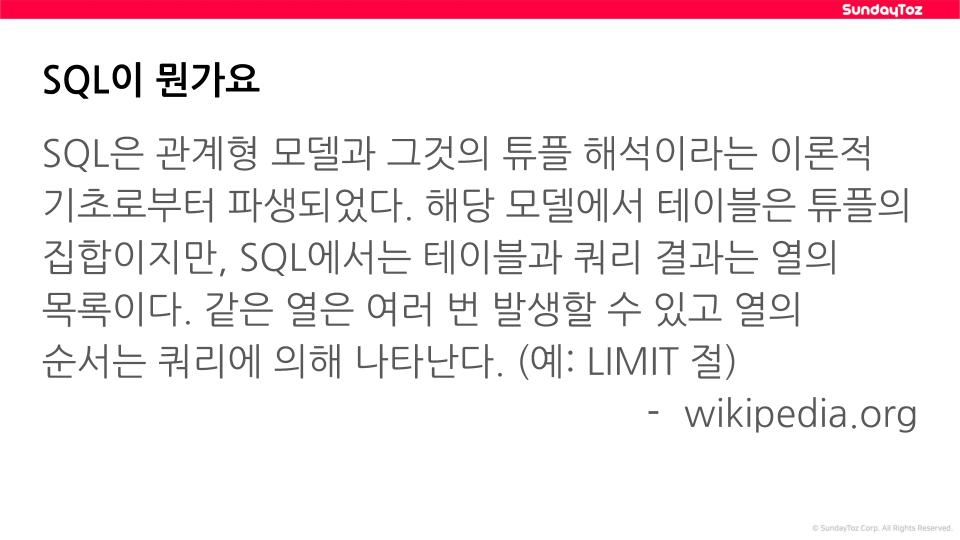 SundayToz
SQL이 뭔가요
SQL은 관계형 모델과 그것의 튜플 해석이라는 이론적
기초로부터 파생되었다. 해당 모델에서 테이블은 튜플의
집합이지만, SQL에서는 테이블과 쿼리 결과는 열의
목록이다. 같은 열은 여러 번 발생할 수 있고 열의
순서는 쿼리에 의해 나타난다. (예: LIMIT 절)
- wikipedia.org
© SundayToz Corp. All Rights Reserved.